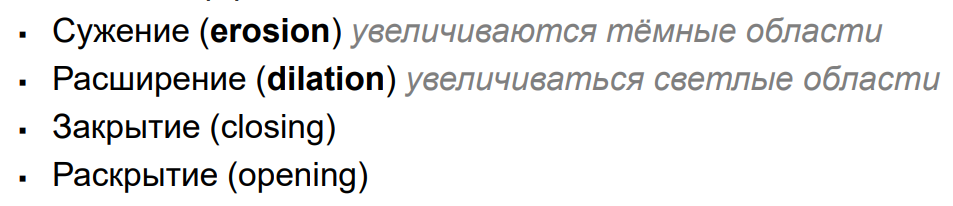 ▪ Сужение (erosion) увеличиваются тёмные области
▪ Расширение (dilation) увеличиваться светлые области
▪ Закрытие (closing)
▪ Раскрытие (opening)